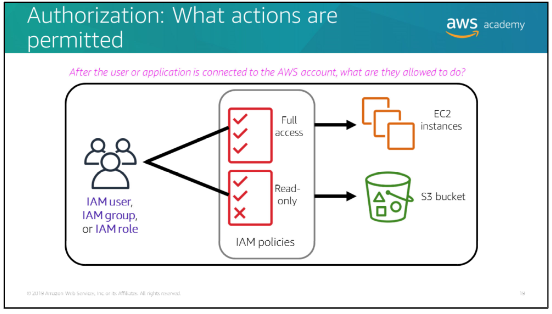 Authorization: What actions are
permitted
aws academy
After the user or application is connected to the AWS account, what are they allowed to do?
IAM user,
IAM group,
or IAM role
Full
access
Read-
only
IAM policies
EC2
instances
S3 bucket
© 2019 Amazon Web Services, Inc. or its Affiliates. All rights reserved.